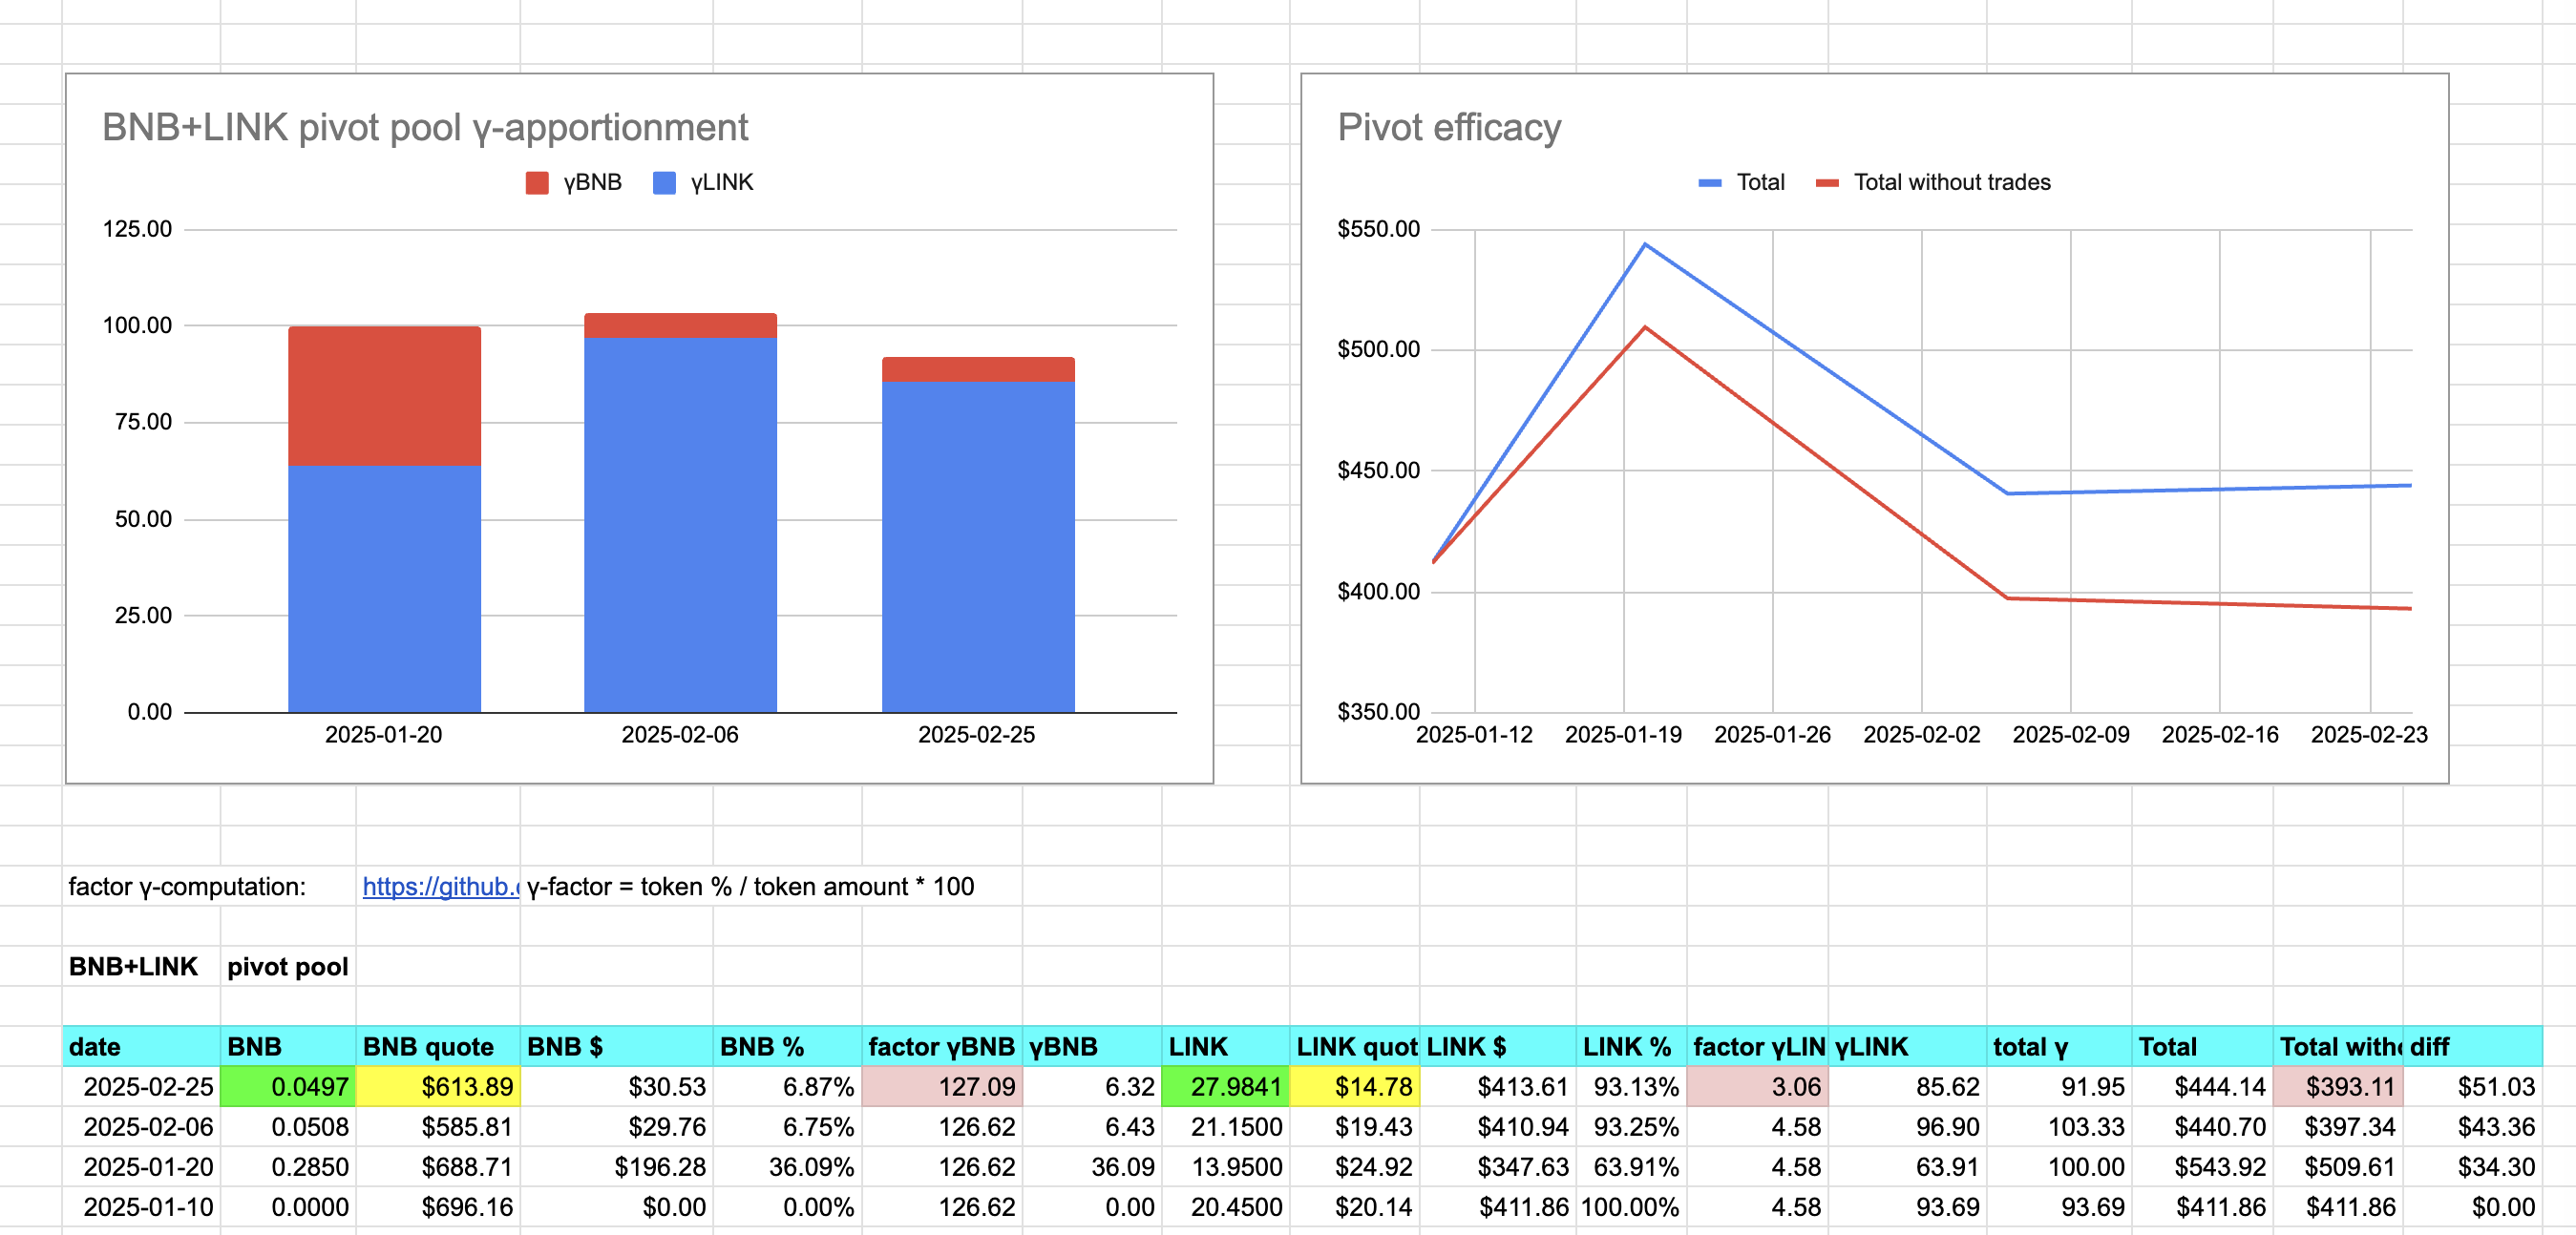 BNB+LINK pivot pool γ-apportionment
γBNB γLINK
125.00
100.00
75.00
50.00
25.00
0.00
2025-01-20 2025-02-06 2025-02-25
Pivot efficacy
Total Total without trades
$550.00
$500.00
$450.00
$400.00
$350.00
2025-01-12 2025-01-19 2025-01-26 2025-02-02 2025-02-09 2025-02-16 2025-02-23
factor γ-computation: https://github. γ-factor = token % / token amount * 100
BNB+LINK pivot pool
date BNB BNB quote BNB $ BNB % factor γBNB γBNB LINK LINK quot LINK $ LINK % factor γLIN γLINK total γ Total Total with diff
2025-02-25 0.0497 $613.89 $30.53 6.87% 127.09 6.32 27.9841 $14.78 $413.61 93.13% 3.06 85.62 91.95 $444.14 $393.11 $51.03
2025-02-06 0.0508 $585.81 $29.76 6.75% 126.62 6.43 21.1500 $19.43 $410.94 93.25% 4.58 96.90 103.33 $440.70 $397.34 $43.36
2025-01-20 0.2850 $688.71 $196.28 36.09% 126.62 36.09 13.9500 $24.92 $347.63 63.91% 4.58 63.91 100.00 $543.92 $509.61 $34.30
2025-01-10 0.0000 $696.16 $0.00 0.00% 126.62 0.00 20.4500 $20.14 $411.86 100.00% 4.58 93.69 93.69 $411.86 $411.86 $0.00